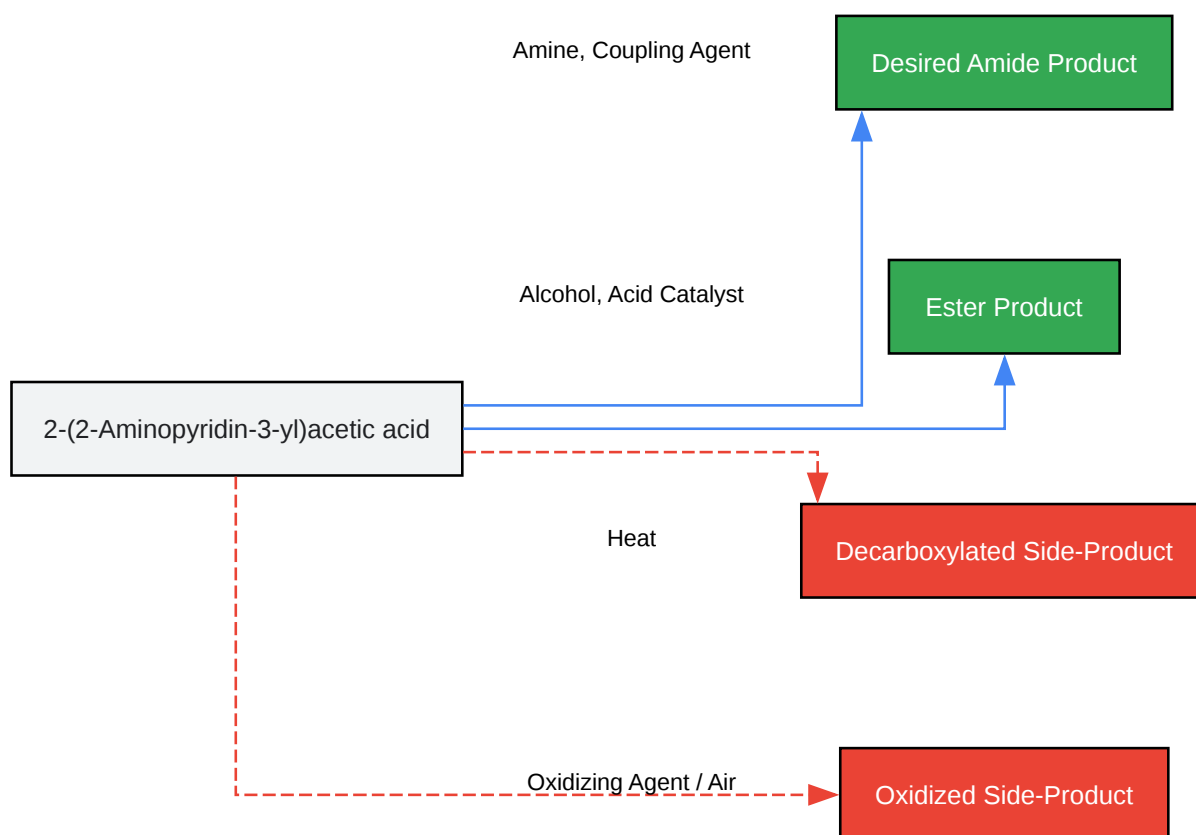 Amine, Coupling Agent
Desired Amide Product
Alcohol, Acid Catalyst
Ester Product
2-(2-Aminopyridin-3-yl)acetic acid
Heat
Decarboxylated Side-Product
Oxidizing Agent / Air
Oxidized Side-Product